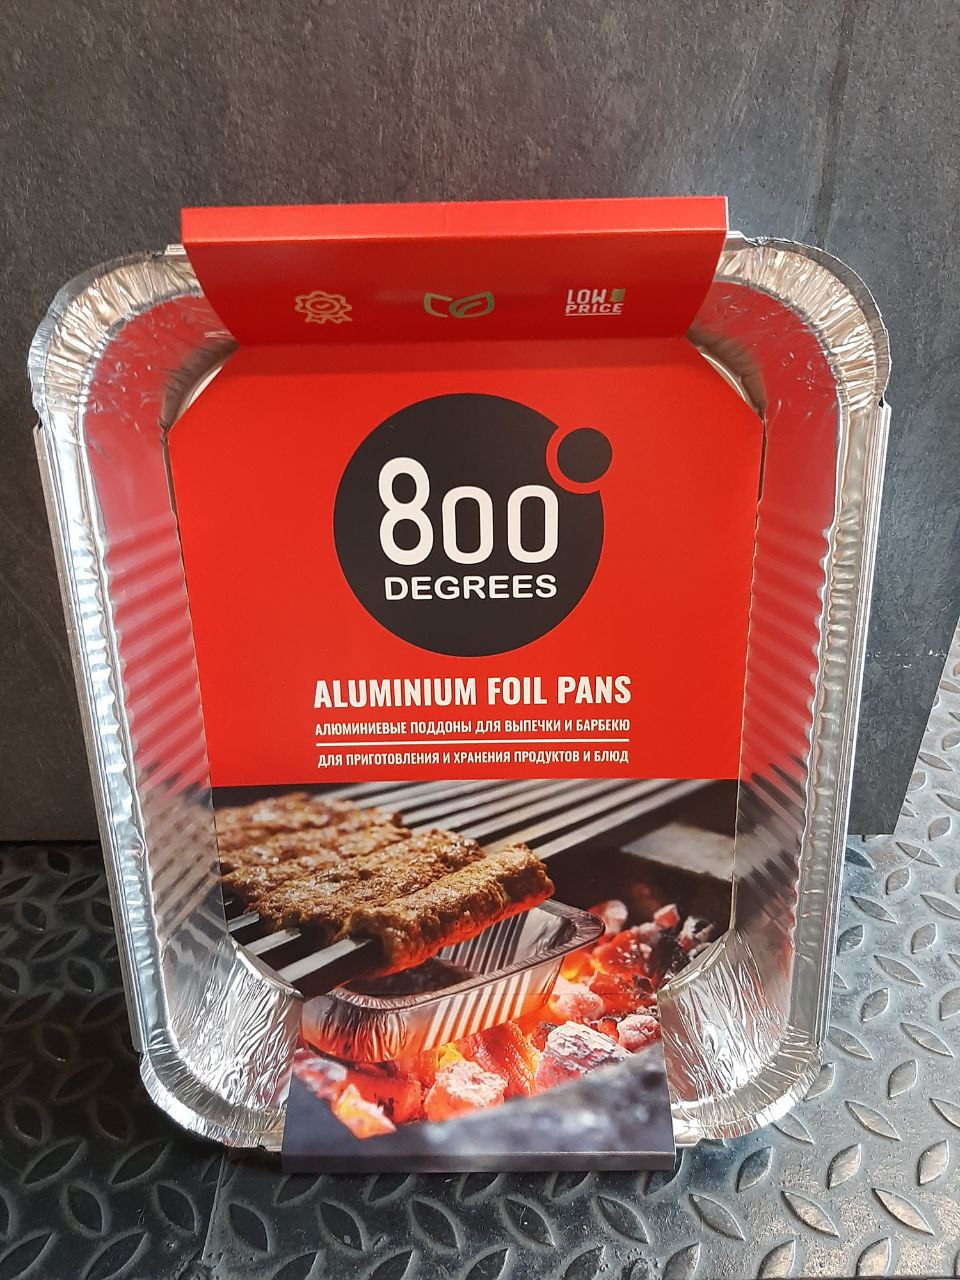 LOW
PRICE
800
DEGREES
ALUMINIUM FOIL PANS
АЛЮМИНИЕВЫЕ ПОДДОНЫ ДЛЯ ВЫПЕЧКИ И БАРБЕКЮ
ДЛЯ ПРИГОТОВЛЕНИЯ И ХРАНЕНИЯ ПРОДУКТОВ И БЛЮД